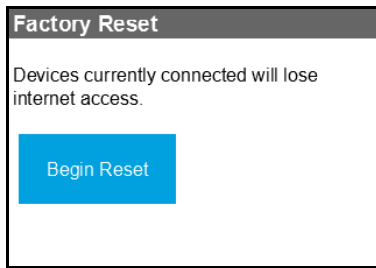 Factory Reset
Devices currently connected will lose
internet access.
Begin Reset